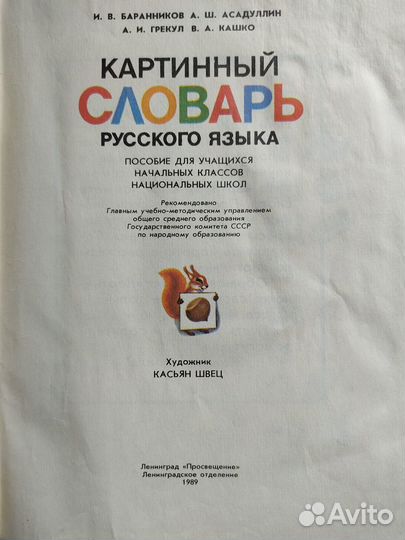 И. В. БАРАННИКОВ А. Ш. АСАДУЛЛИН
А. И. ГРЕКУЛ В. А. КАШКО
КАРТИННЫЙ
СЛОВАРЬ
РУССКОГО ЯЗЫКА
ПОСОБИЕ ДЛЯ УЧАЩИХСЯ
НАЧАЛЬНЫХ КЛАССОВ
НАЦИОНАЛЬНЫХ ШКОЛ
Рекомендовано
Главным учебно-методическим управлением
общего среднего образования
Государственного комитета СССР
по народному образованию
Художник
КАСЬЯН ШВЕЦ
Ленинград «Просвещение»
Ленинградское отделение
1989
Avito